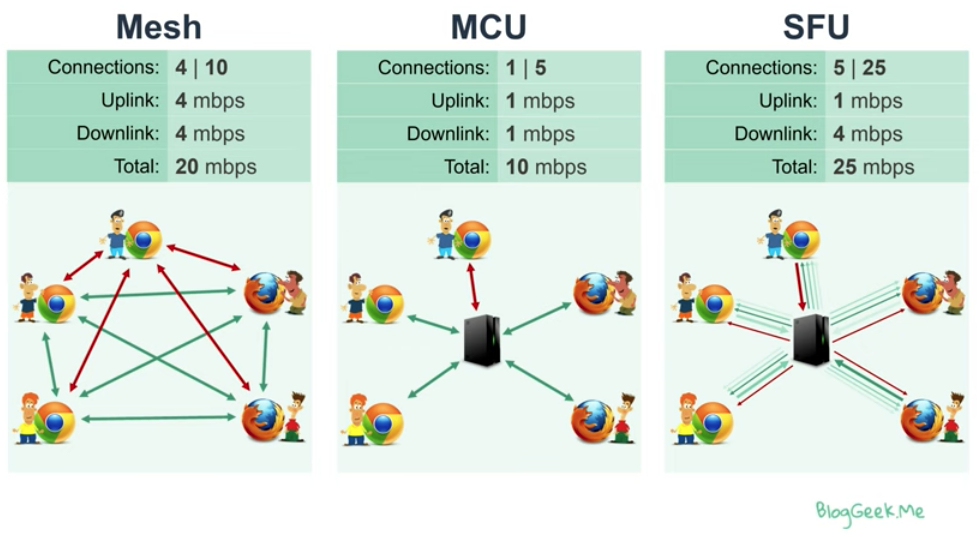 Mesh
Connections: 4 | 10
Uplink: 4 mbps
Downlink: 4 mbps
Total: 20 mbps
MCU
Connections: 1 | 5
Uplink: 1 mbps
Downlink: 1 mbps
Total: 10 mbps
SFU
Connections: 5 | 25
Uplink: 1 mbps
Downlink: 4 mbps
Total: 25 mbps
BlogGeek.Me